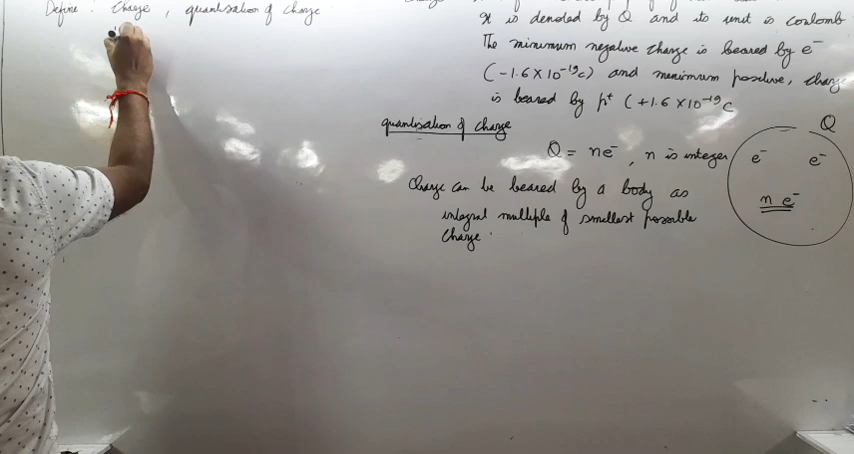 Define : Charge , quantisation of charge
It is denoted by Q and its unit is coulomb
The minimum negative charge is beared by e⁻
(-1.6 × 10⁻¹⁹c) and minimum positive, charge
is beared by p⁺ (+1.6 × 10⁻¹⁹ C
quantisation of charge
Q = ne⁻, n is integer
Charge can be beared by a body as
integral multiple of smallest possible
charge.
Q
e⁻ e⁻
n e⁻